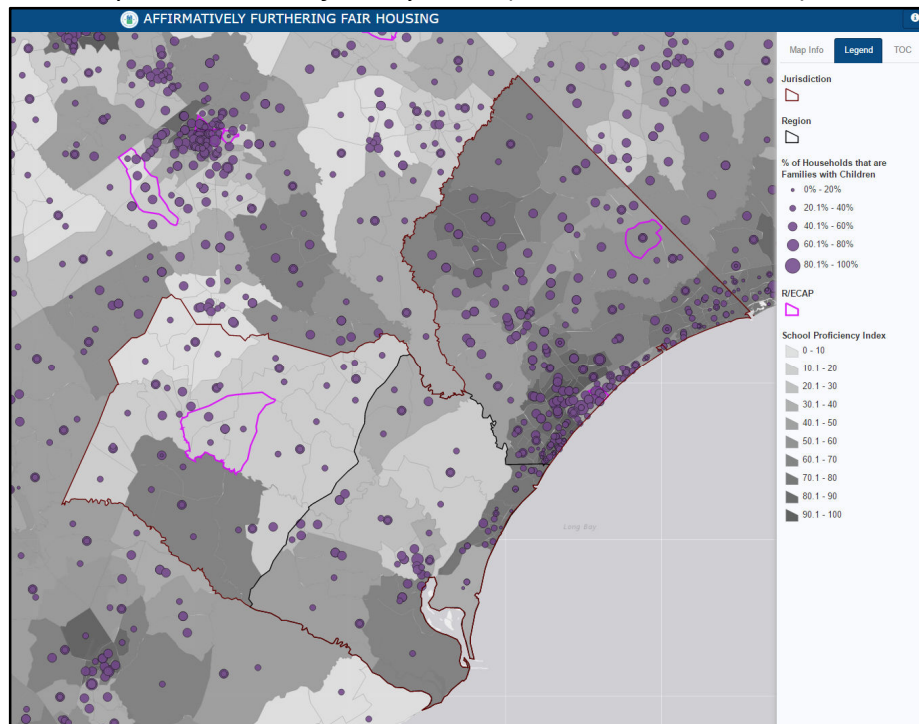 AFFIRMATIVELY FURTHERING FAIR HOUSING
Map Info
Legend
TOC
Jurisdiction
Region
% of Households that are
Families with Children
0% - 20%
20.1% - 40%
40.1% - 60%
60.1% - 80%
80.1% - 100%
R/ECAP
School Proficiency Index
0 - 10
10.1 - 20
20.1 - 30
30.1 - 40
40.1 - 50
50.1 - 60
60.1 - 70
70.1 - 80
80.1 - 90
90.1 - 100
Long Bay